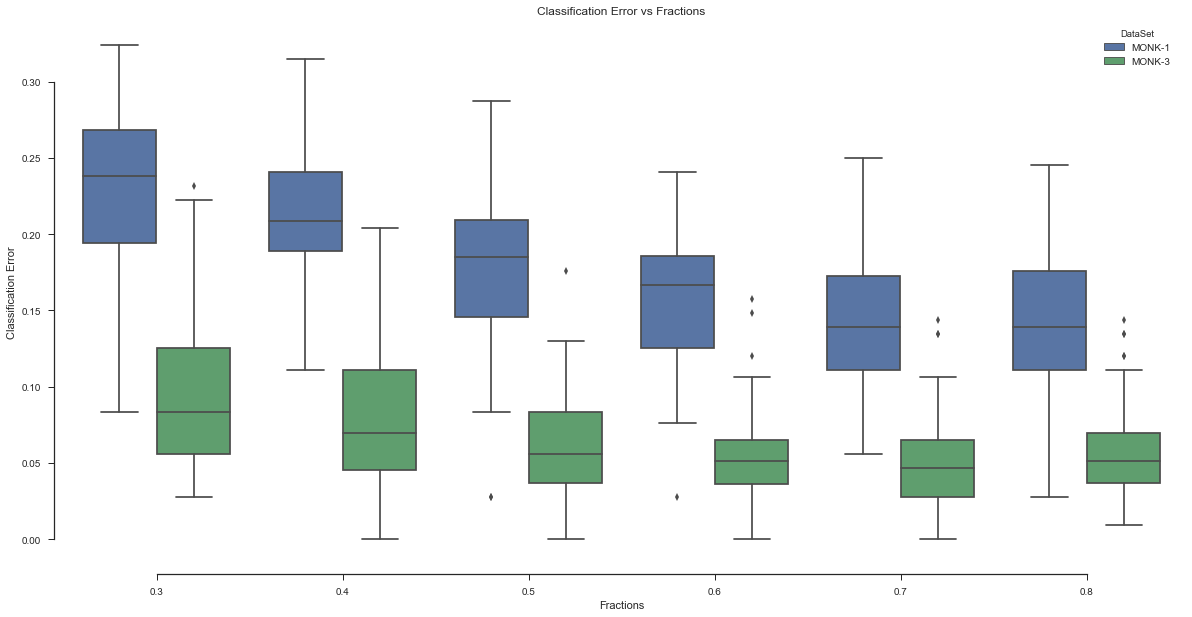 Classification Error vs Fractions
DataSet
MONK-1
MONK-3
Classification Error
0.30
0.25
0.20
0.15
0.10
0.05
0.00
0.3 0.4 0.5 0.6 0.7 0.8
Fractions